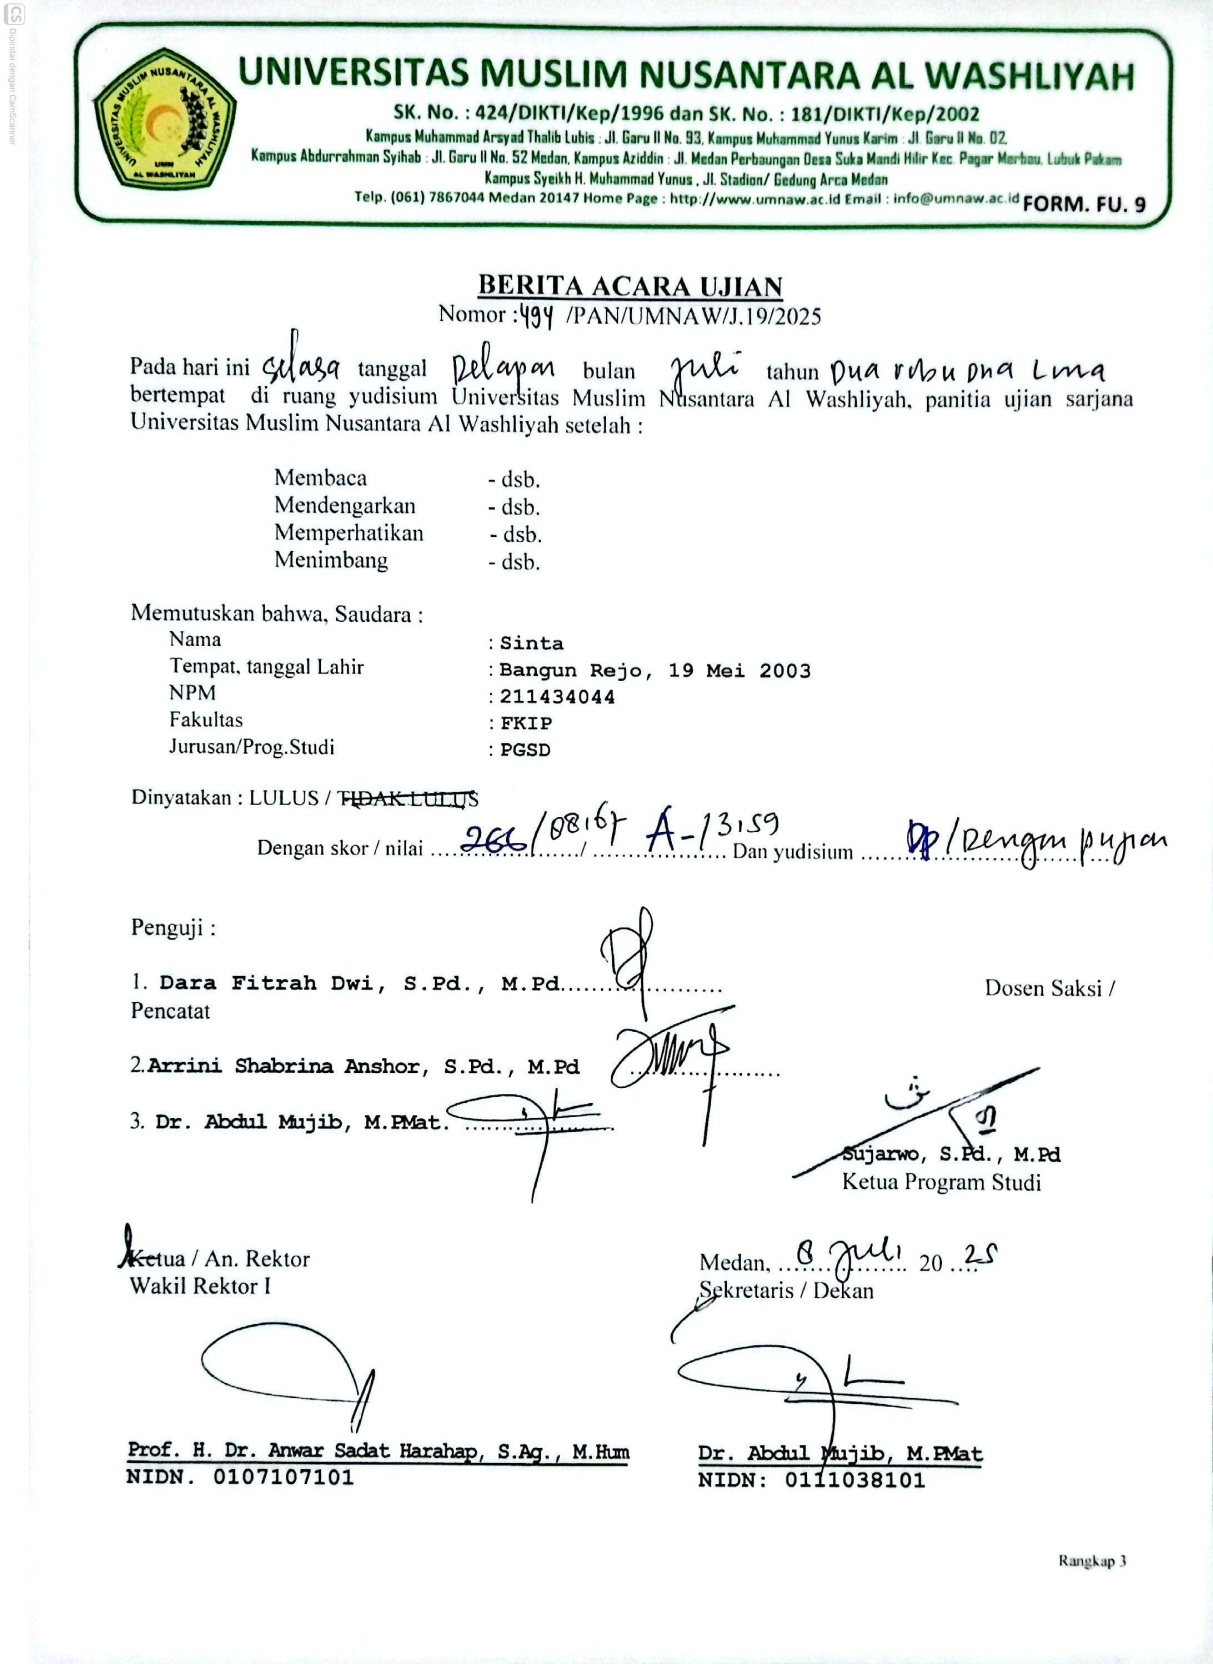 CS Dipindai dengan CamScanner
UNIVERSITAS MUSLIM NUSANTARA AL WASHLIYAH
UMN
AL WASHLIYAH
UNIVERSITAS MUSLIM NUSANTARA AL WASHLIYAH
SK. No. : 424/DIKTI/Kep/1996 dan SK. No. : 181/DIKTI/Kep/2002
Kampus Muhammad Arsyad Thalib Lubis : Jl. Garu II No. 93, Kampus Muhammad Yunus Karim : Jl. Garu II No. 02,
Kampus Abdurrahman Syihab : Jl. Garu II No. 52 Medan, Kampus Aziddin : Jl. Medan Perbaungan Desa Suka Mandi Hilir Kec. Pagar Merbau, Lubuk Pakam
Kampus Syeikh H. Muhammad Yunus , Jl. Stadion/ Gedung Arca Medan
Telp. (061) 7867044 Medan 20147 Home Page : http://www.umnaw.ac.id Email : info@umnaw.ac.id FORM. FU. 9
BERITA ACARA UJIAN
Nomor :494 /PAN/UMNAW/J.19/2025
Pada hari ini Selasa tanggal Delapan bulan Juli tahun Dua ribu Dua Lima
bertempat di ruang yudisium Universitas Muslim Nusantara Al Washliyah, panitia ujian sarjana
Universitas Muslim Nusantara Al Washliyah setelah :
Membaca - dsb.
Mendengarkan - dsb.
Memperhatikan - dsb.
Menimbang - dsb.
Memutuskan bahwa, Saudara :
Nama : Sinta
Tempat, tanggal Lahir : Bangun Rejo, 19 Mei 2003
NPM : 211434044
Fakultas : FKIP
Jurusan/Prog.Studi : PGSD
Dinyatakan : LULUS / TIDAK LULUS
Dengan skor / nilai ....266/88,67 / A-/3,59 .... Dan yudisium .... DP/Dengan pujian
Penguji :
1. Dara Fitrah Dwi, S.Pd., M.Pd.................... Dosen Saksi /
Pencatat
2.Arrini Shabrina Anshor, S.Pd., M.Pd ....................
3. Dr. Abdul Mujib, M.PMat. ....................
Sujarwo, S.Pd., M.Pd
Ketua Program Studi
Ketua / An. Rektor
Wakil Rektor I
Medan, ....8 Juli.... 20 ..25
Sekretaris / Dekan
Prof. H. Dr. Anwar Sadat Harahap, S.Ag., M.Hum
NIDN. 0107107101
Dr. Abdul Mujib, M.PMat
NIDN: 0111038101
Rangkap 3